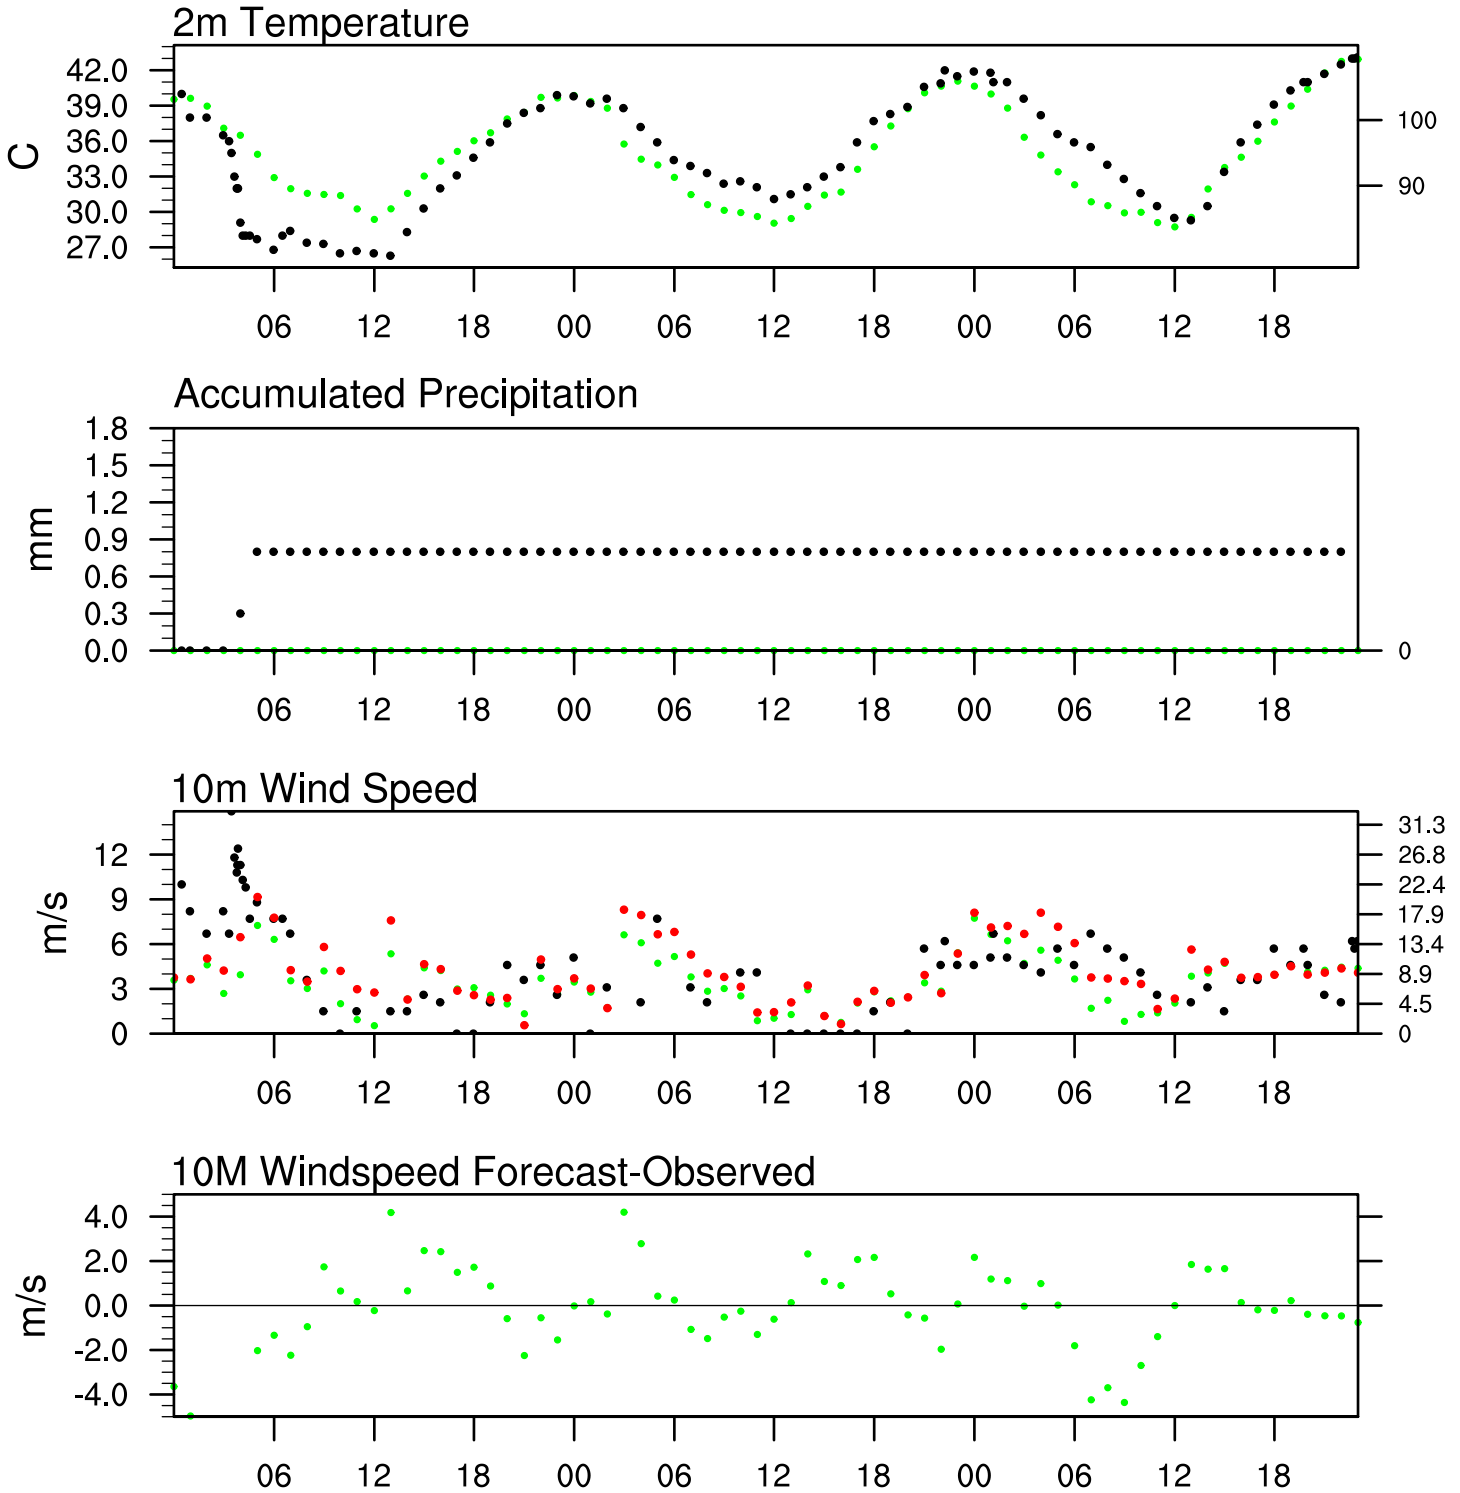 2m Temperature
42.0
39.0
36.0
33.0
30.0
27.0
C
100
90
06 12 18 00 06 12 18 00 06 12 18
Accumulated Precipitation
1.8
1.5
1.2
0.9
0.6
0.3
0.0
mm
0
06 12 18 00 06 12 18 00 06 12 18
10m Wind Speed
12
9
6
3
0
m/s
31.3
26.8
22.4
17.9
13.4
8.9
4.5
0
06 12 18 00 06 12 18 00 06 12 18
10M Windspeed Forecast-Observed
4.0
2.0
0.0
-2.0
-4.0
m/s
06 12 18 00 06 12 18 00 06 12 18